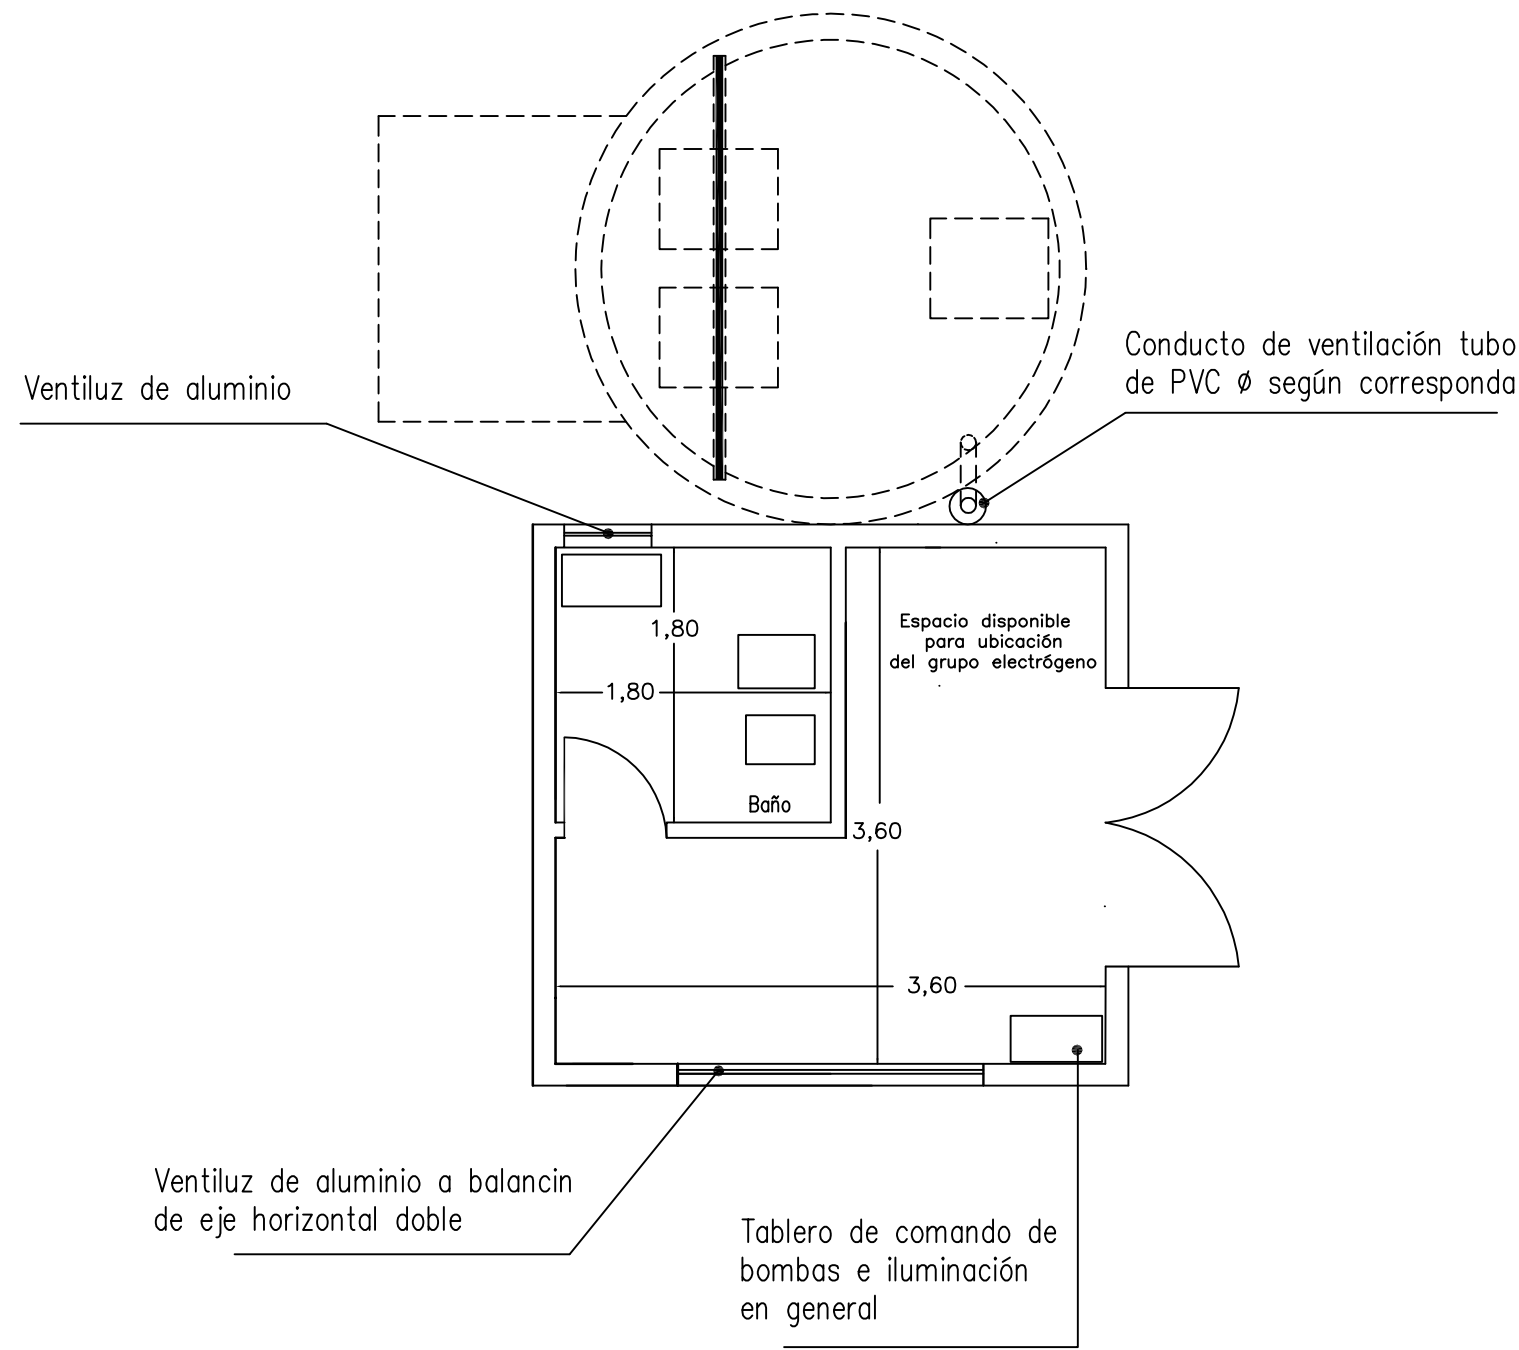 Conducto de ventilación tubo
de PVC Ø según corresponda
Ventiluz de aluminio
Espacio disponible
para ubicación
del grupo electrógeno
1,80
1,80
Baño
3,60
3,60
Ventiluz de aluminio a balancin
de eje horizontal doble
Tablero de comando de
bombas e iluminación
en general